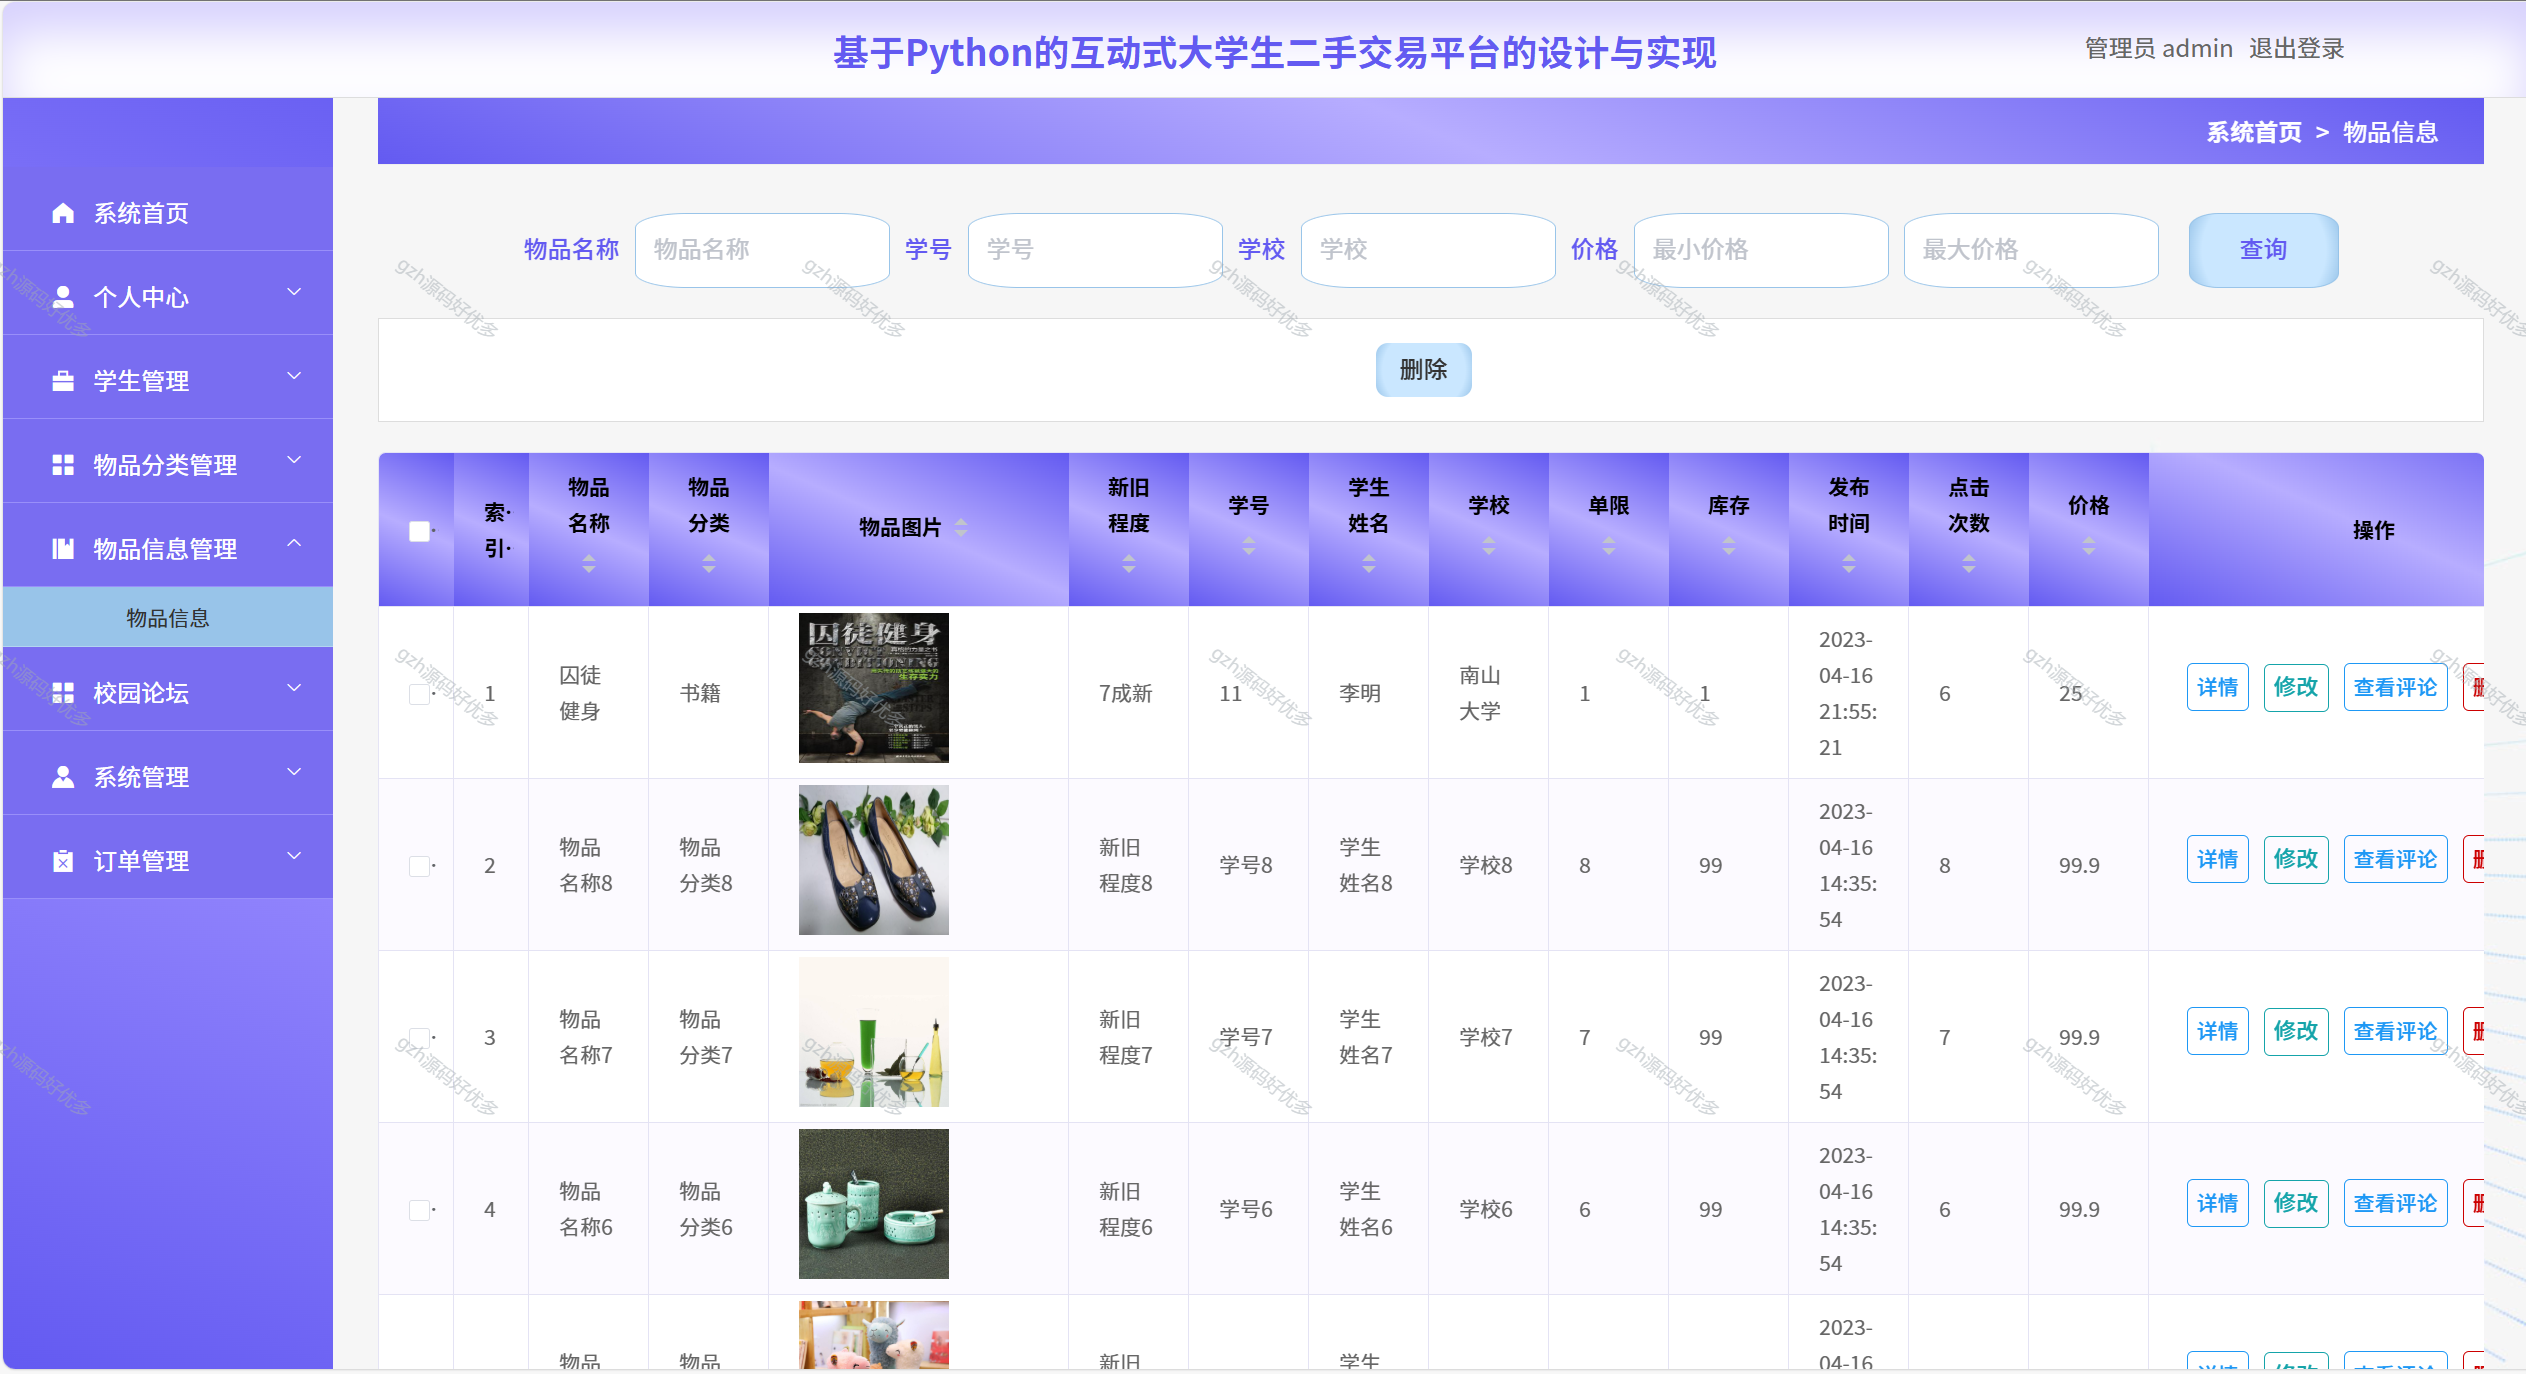 基于Python的互动式大学生二手交易平台的设计与实现
管理员 admin 退出登录
系统首页 > 物品信息
系统首页
个人中心
学生管理
物品分类管理
物品信息管理
物品信息
校园论坛
系统管理
订单管理
物品名称 物品名称 学号 学号 学校 学校 价格 最小价格 最大价格 查询
删除
索引 物品名称 物品分类 物品图片 新旧程度 学号 学生姓名 学校 单限 库存 发布时间 点击次数 价格 操作
1 囚徒健身 书籍 7成新 11 李明 南山大学 1 1 2023-04-16 21:55:21 6 25 详情 修改 查看评论
囚徒健身
2 物品名称8 物品分类8 新旧程度8 学号8 学生姓名8 学校8 8 99 2023-04-16 14:35:54 8 99.9 详情 修改 查看评论
3 物品名称7 物品分类7 新旧程度7 学号7 学生姓名7 学校7 7 99 2023-04-16 14:35:54 7 99.9 详情 修改 查看评论
4 物品名称6 物品分类6 新旧程度6 学号6 学生姓名6 学校6 6 99 2023-04-16 14:35:54 6 99.9 详情 修改 查看评论
物品 物品 新旧 学生 2023-04-16 详情 修改 查看评论
gzh源码好优多